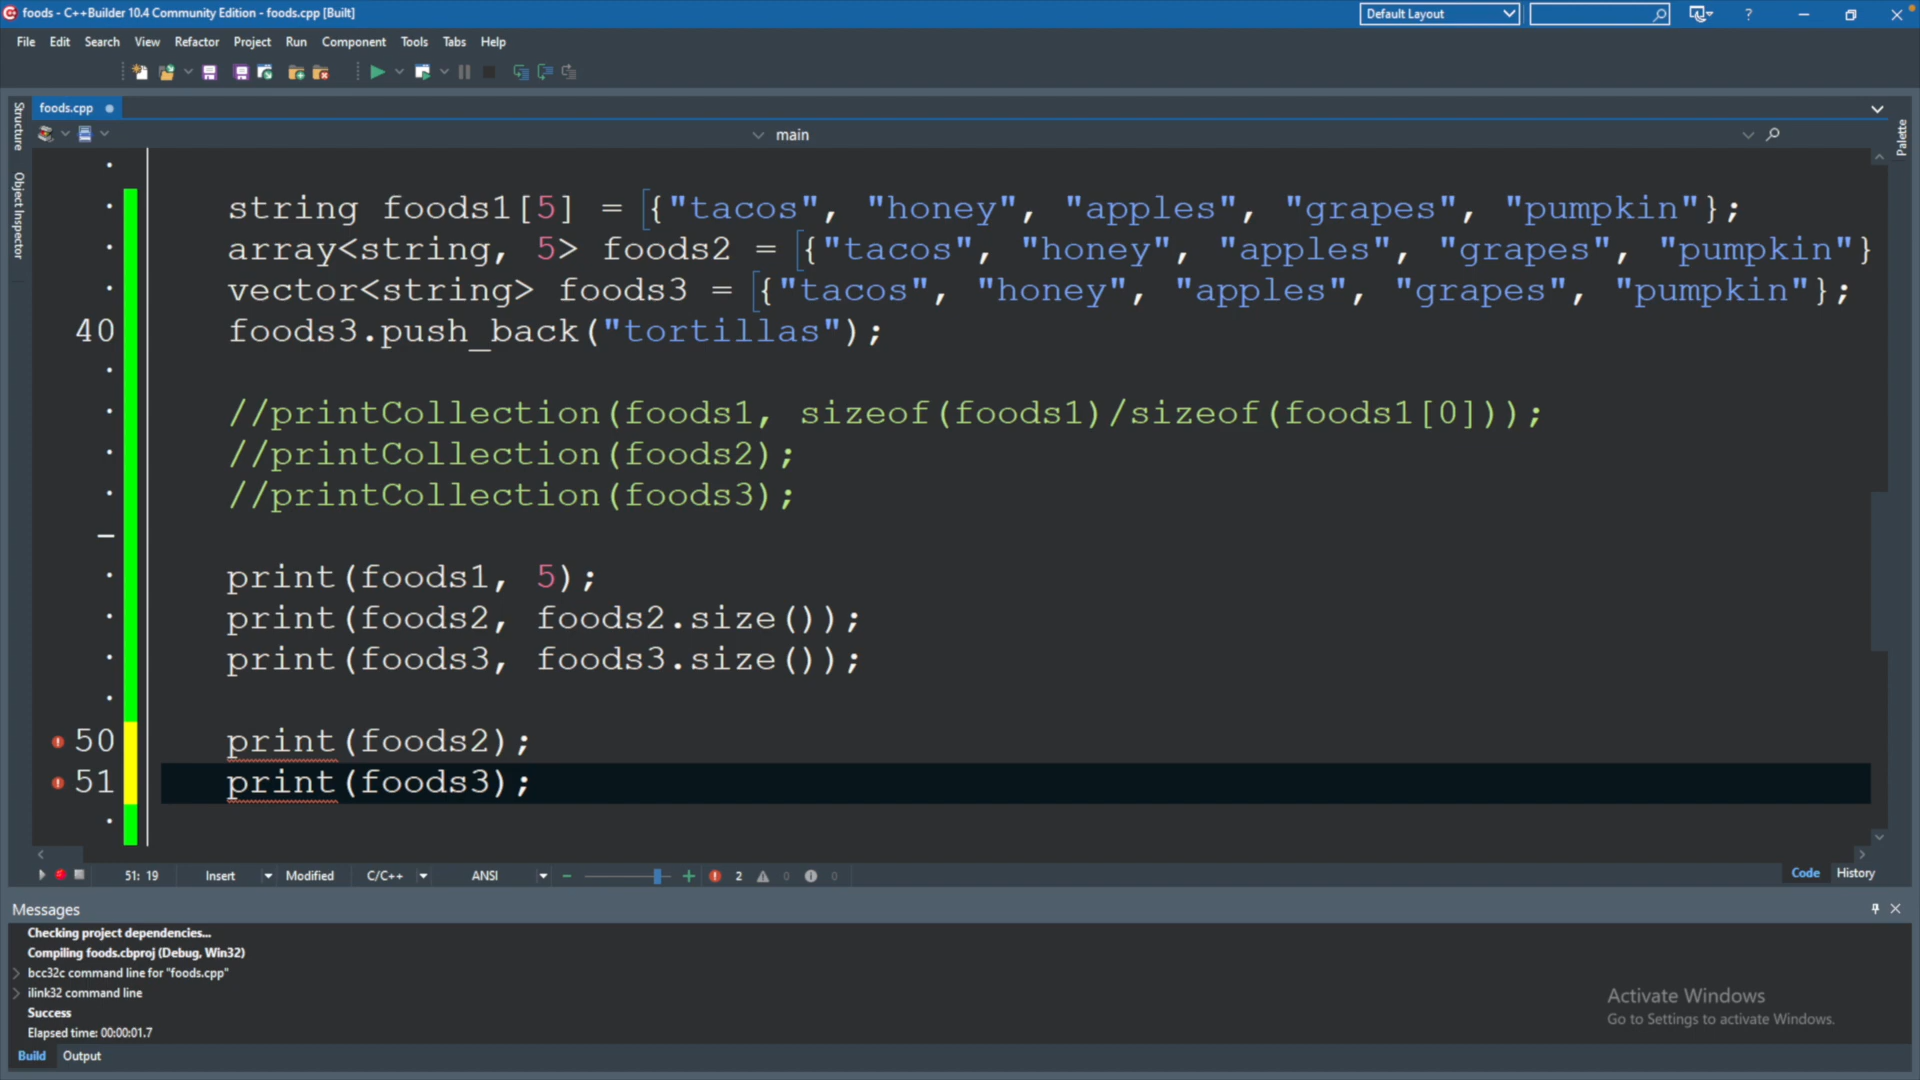 foods - C++Builder 10.4 Community Edition - foods.cpp [Built]
Default Layout
?
File Edit Search View Refactor Project Run Component Tools Tabs Help
foods.cpp
Structure
Object Inspector
Palette
main
string foods1[5] = {"tacos", "honey", "apples", "grapes", "pumpkin"};
array<string, 5> foods2 = {"tacos", "honey", "apples", "grapes", "pumpkin"}
vector<string> foods3 = {"tacos", "honey", "apples", "grapes", "pumpkin"};
40 foods3.push_back("tortillas");
//printCollection(foods1, sizeof(foods1)/sizeof(foods1[0]));
//printCollection(foods2);
//printCollection(foods3);
print(foods1, 5);
print(foods2, foods2.size());
print(foods3, foods3.size());
50 print(foods2);
51 print(foods3);
51: 19 Insert Modified C/C++ ANSI 2 0 0
Code History
Messages
Checking project dependencies...
Compiling foods.cbproj (Debug, Win32)
bcc32c command line for "foods.cpp"
ilink32 command line
Success
Elapsed time: 00:00:01.7
Build Output
Activate Windows
Go to Settings to activate Windows.